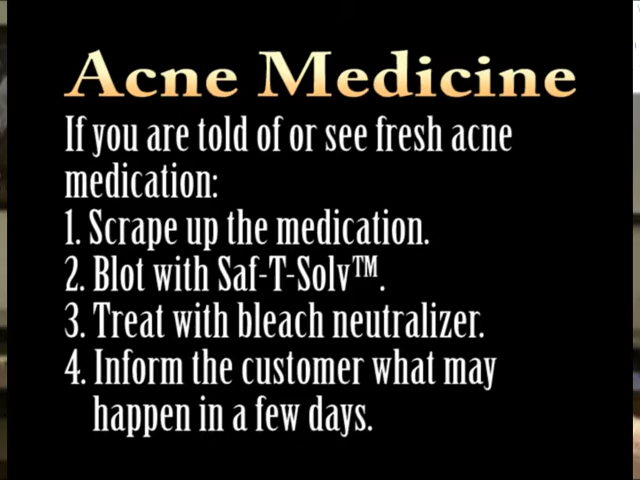 Acne Medicine
If you are told of or see fresh acne
medication:
1. Scrape up the medication.
2. Blot with Saf-T-Solv™.
3. Treat with bleach neutralizer.
4. Inform the customer what may
happen in a few days.